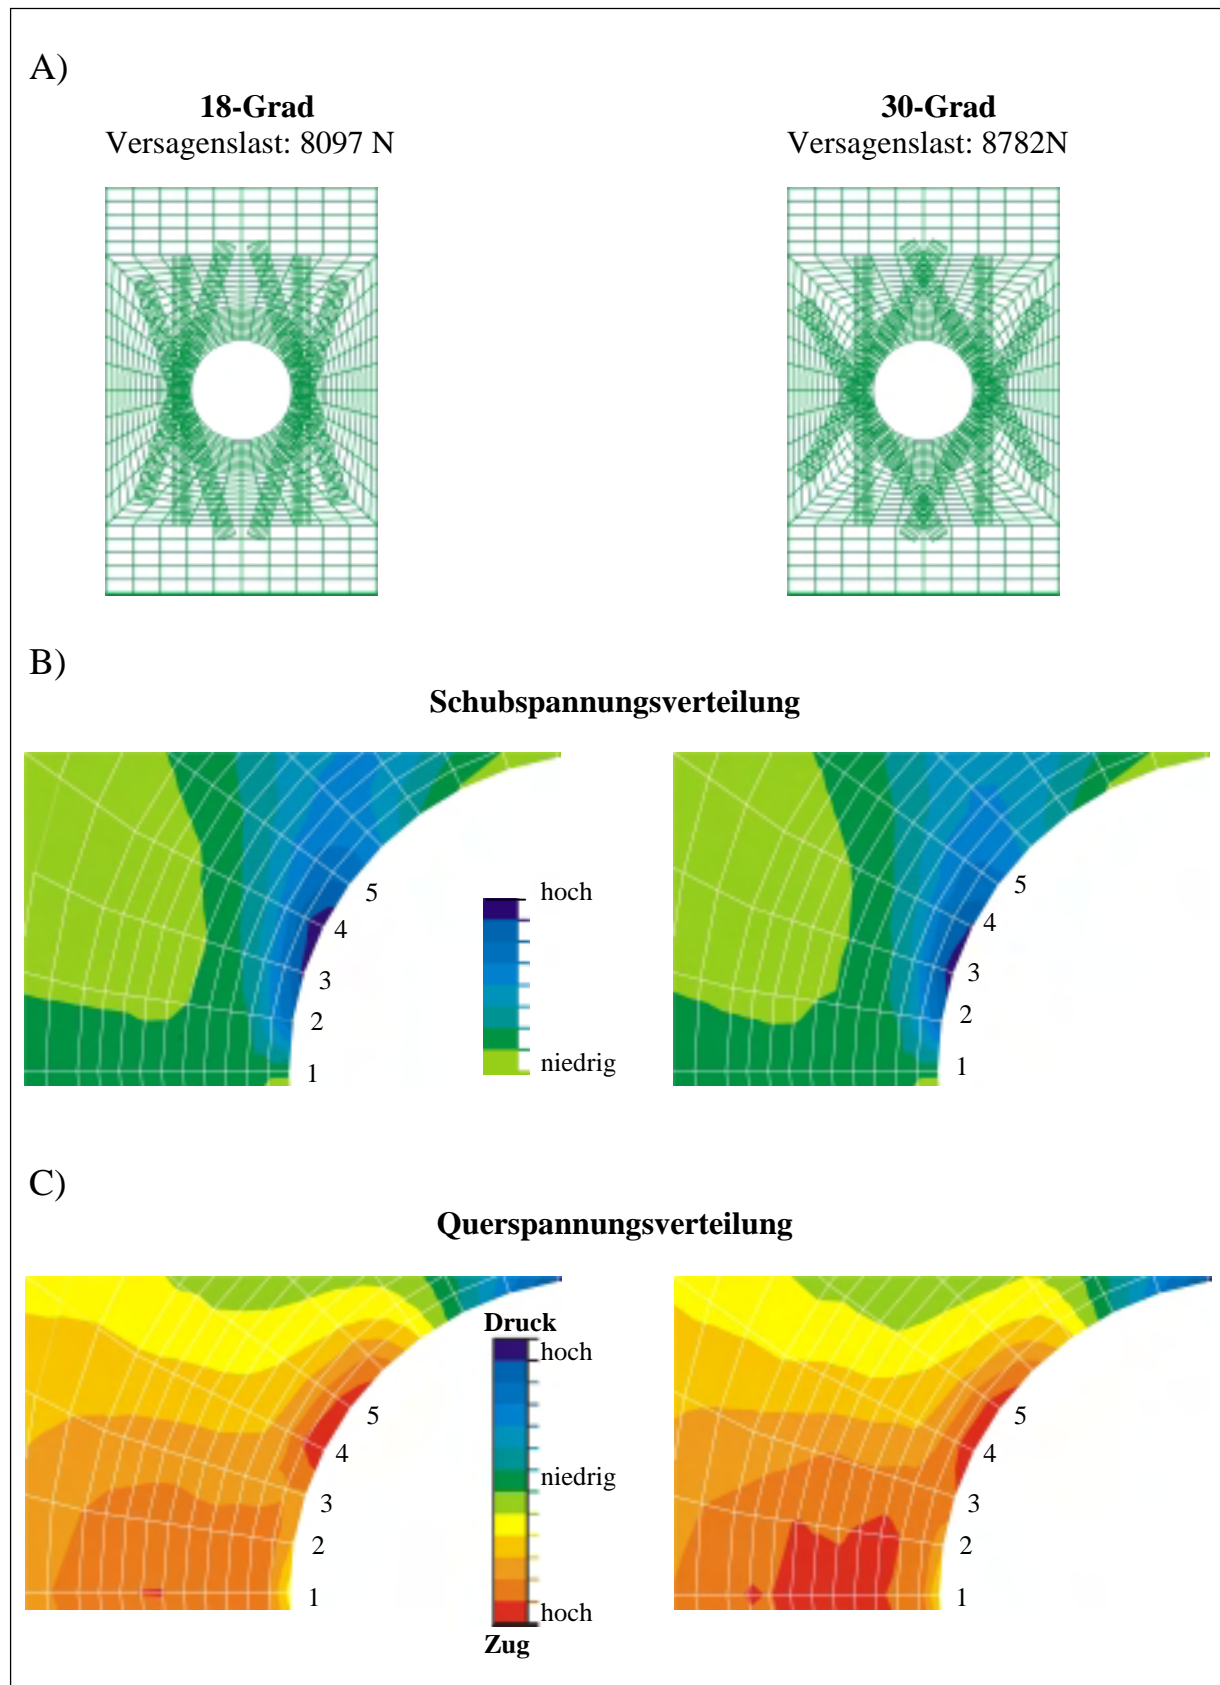 A)
18-Grad
Versagenslast: 8097 N
30-Grad
Versagenslast: 8782N
B)
Schubspannungsverteilung
5
4
3
2
1
hoch
niedrig
5
4
3
2
1
C)
Querspannungsverteilung
5
4
3
2
1
Druck
hoch
niedrig
hoch
Zug
5
4
3
2
1